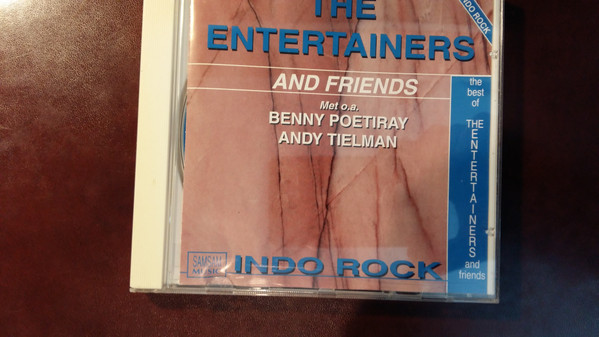 THE
ENTERTAINERS
AND FRIENDS
Met o.a.
BENNY POETIRAY
ANDY TIELMAN
INDO ROCK
SAMSAM
MUSIC
INDO ROCK
the
best
of
THE
ENTERTAINERS
and
friends